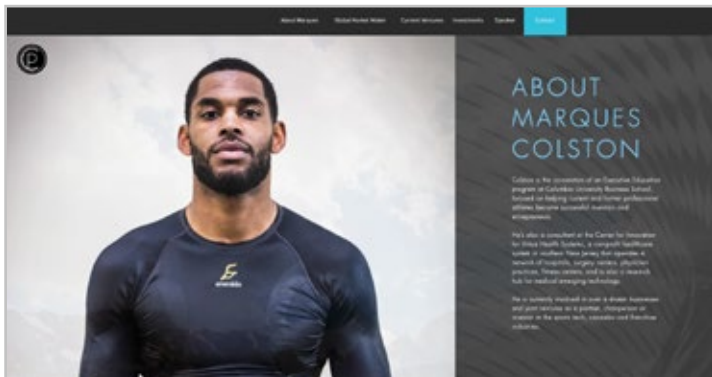 About Marques Global Market Maker Current Ventures Investments Speaker Contact
ABOUT
MARQUES
COLSTON
Colston is the co-creator of an Executive Education
program at Columbia University Business School,
focused on helping current and former professional
athletes become successful investors and
entrepreneurs.
He's also a consultant at the Center for Innovation
for Virtua Health Systems, a non-profit healthcare
system in southern New Jersey that operates a
network of hospitals, surgery centers, physician
practices, fitness centers, and is also a research
hub for medical emerging technology.
He is currently involved in over a dozen businesses
and joint ventures as a partner, chairperson or
investor in the sports tech, and franchise
industries.